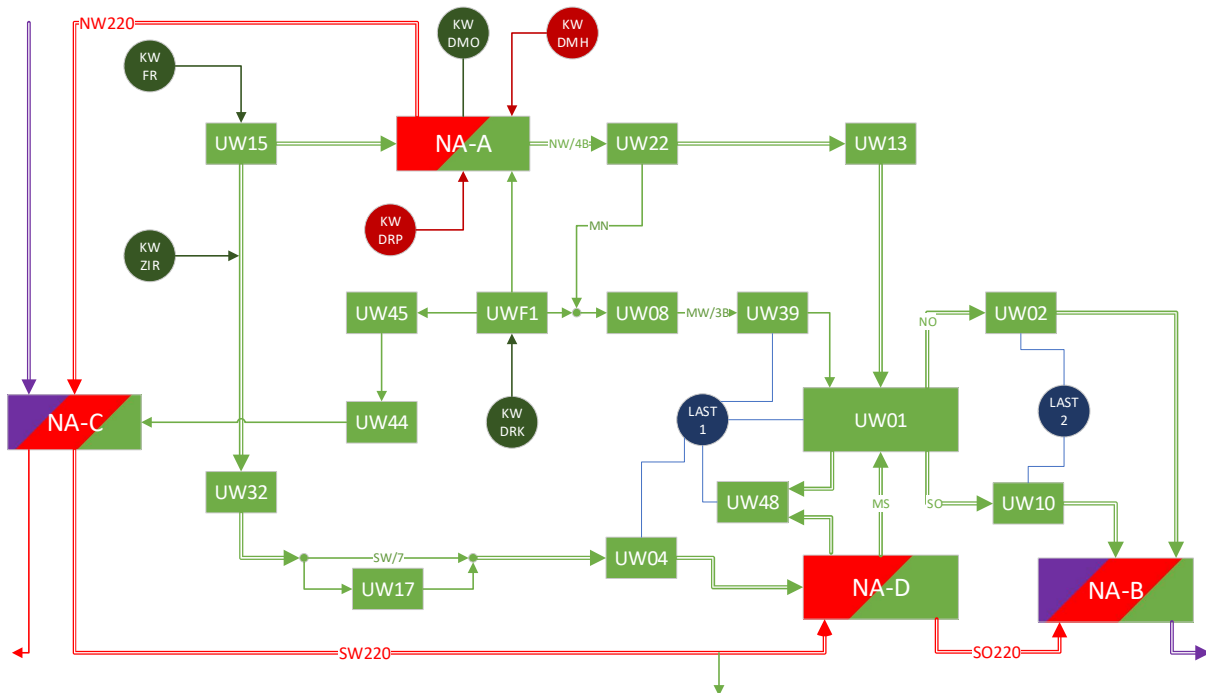 NW220
KW
DMO
KW
DMH
KW
FR
UW15
NA-A
NW/4B
UW22
UW13
KW
DRP
MN
KW
ZIR
UW45
UWF1
UW08
MW/3B
UW39
UW02
NO
NA-C
UW44
KW
DRK
LAST
1
UW01
LAST
2
UW32
UW48
MS
SO
UW10
SW/7
UW04
UW17
NA-D
NA-B
SW220
SO220